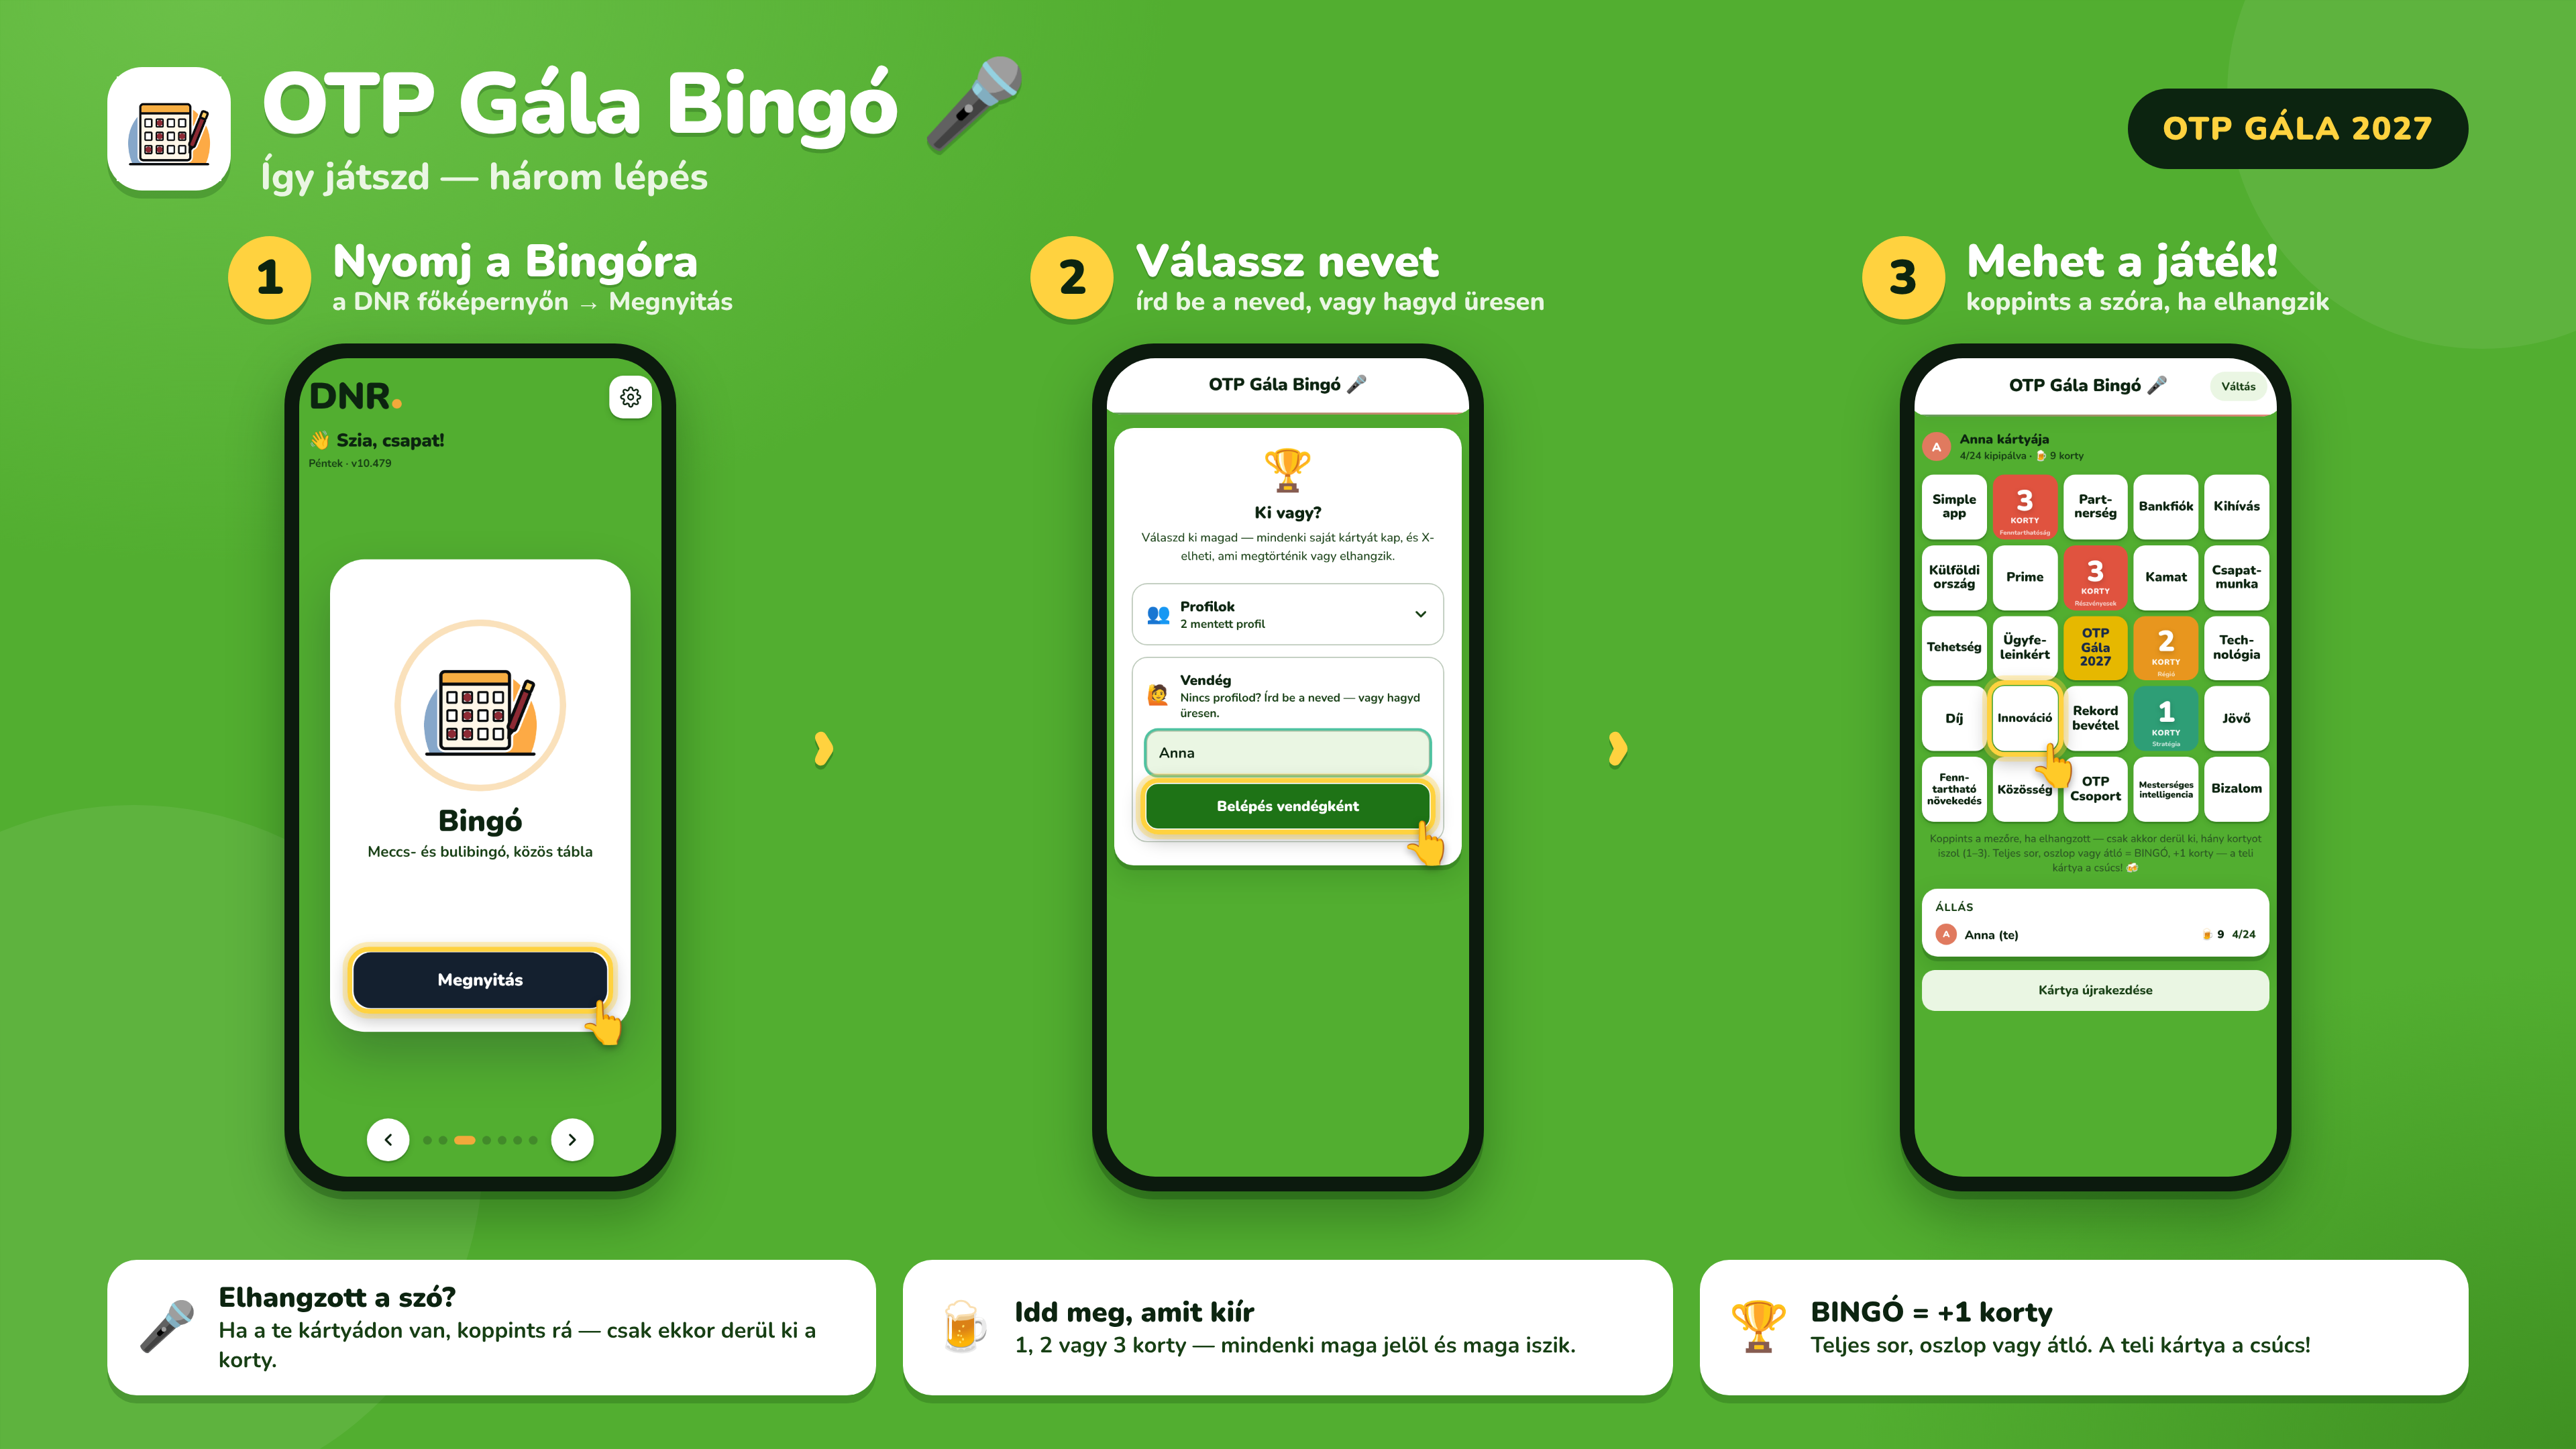 OTP Gála Bingó
Így játszd — három lépés
OTP GÁLA 2027
1
Nyomj a Bingóra
a DNR főképernyőn → Megnyitás
DNR.
Szia, csapat!
Péntek · v10.479
Bingó
Meccs- és bulibingó, közös tábla
Megnyitás
2
Válassz nevet
írd be a neved, vagy hagyd üresen
OTP Gála Bingó
Ki vagy?
Válaszd ki magad — mindenki saját kártyát kap, és X-
elheti, ami megtörténik vagy elhangzik.
Profilok
2 mentett profil
Vendég
Nincs profilod? Írd be a neved — vagy hagyd
üresen.
Anna
Belépés vendégként
3
Mehet a játék!
koppints a szóra, ha elhangzik
OTP Gála Bingó
Váltás
A
Anna kártyája
4/24 kipipálva · 9 korty
Simple
app
3
KORTY
Fenntarthatóság
Part-
nerség
Bankfiók
Kihívás
Külföldi
ország
Prime
3
KORTY
Részvényesek
Kamat
Csapat-
munka
Tehetség
Ügyfe-
leinkért
OTP
Gála
2027
2
KORTY
Régió
Tech-
nológia
Díj
Innováció
Rekord
bevétel
1
KORTY
Stratégia
Jövő
Fenn-
tartható
növekedés
Közösség
OTP
Csoport
Mesterséges
intelligencia
Bizalom
Koppints a mezőre, ha elhangzott — csak akkor derül ki, hány kortyot
iszol (1–3). Teljes sor, oszlop vagy átló = BINGÓ, +1 korty — a teli
kártya a csúcs!
ÁLLÁS
A
Anna (te)
9 4/24
Kártya újrakezdése
Elhangzott a szó?
Ha a te kártyádon van, koppints rá — csak ekkor derül ki a
korty.
Idd meg, amit kiír
1, 2 vagy 3 korty — mindenki maga jelöl és maga iszik.
BINGÓ = +1 korty
Teljes sor, oszlop vagy átló. A teli kártya a csúcs!